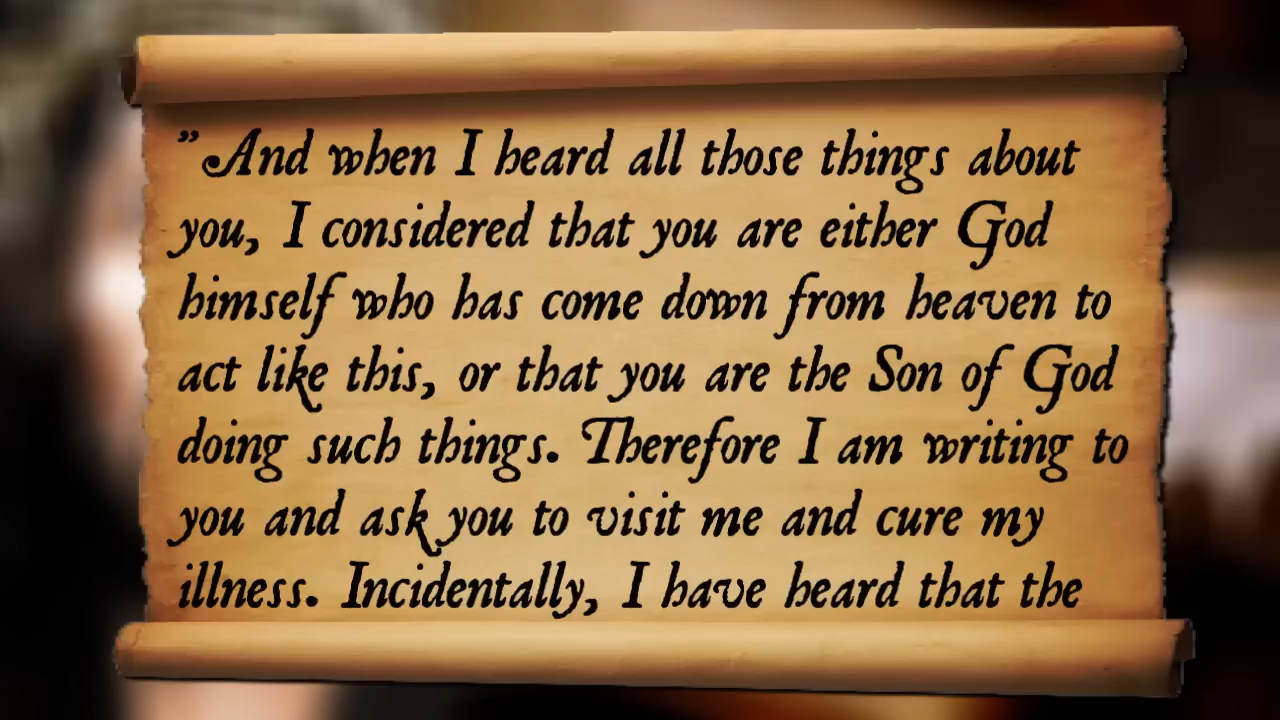 "And when I heard all those things about
you, I considered that you are either God
himself who has come down from heaven to
act like this, or that you are the Son of God
doing such things. Therefore I am writing to
you and ask you to visit me and cure my
illness. Incidentally, I have heard that the